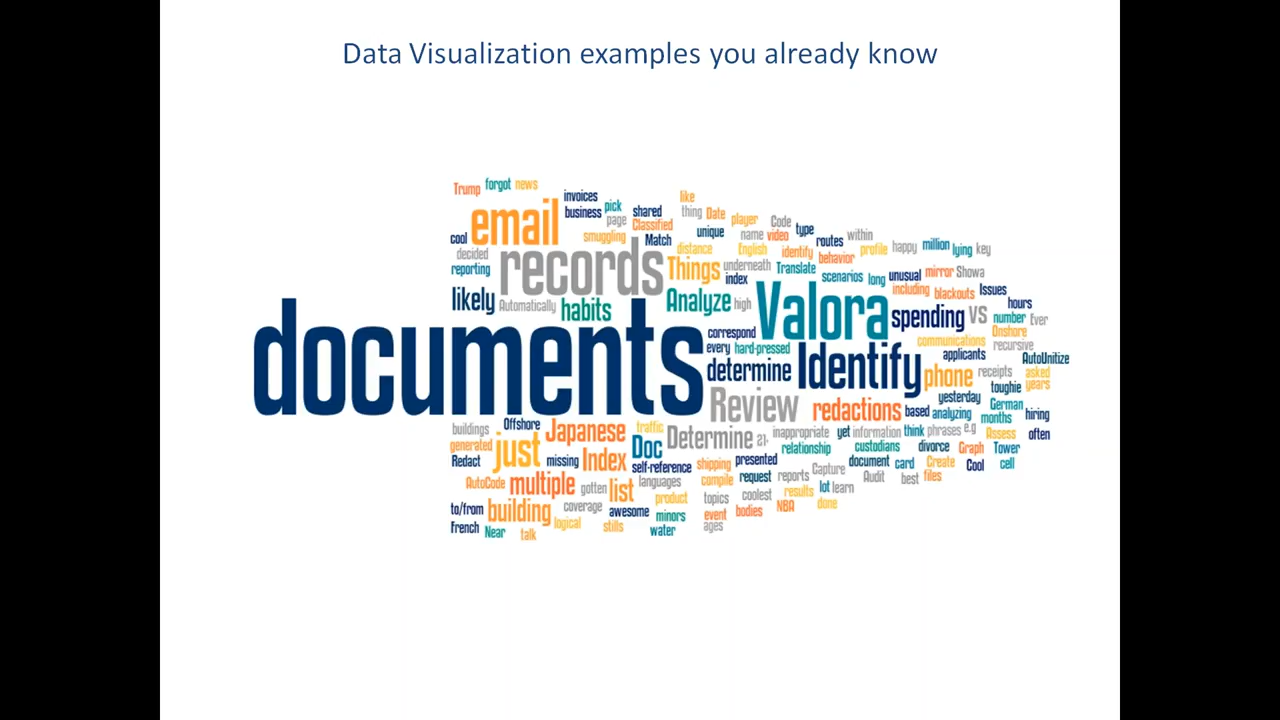 Data Visualization examples you already know
Trump forgot news
invoices
like
email business pick shared thing Date player Code
page Classified unique name video type
cool smuggling Match distance English identify routes within
decided records Things underneath Translate behavior profile happy million lying key
reporting index scenarios long unusual mirror Showa
likely Automatically habits Analyze high Valora including blackouts Issues
spending VS number hours Ever
documents correspond Onshore
every hard-pressed Identify communications recursive
determine applicants AutoUnitize
phone receipts asked
toughie years
Review redactions based analyzing yesterday German hiring
months
buildings Offshore Japanese traffic Determine 21- inappropriate yet information think phrases e.g Assess often
generated just Doc relationship custodians divorce Graph Tower
Redact missing Index self-reference shipping presented document card Create Cool cell
AutoCode multiple gotten list languages compile request reports Capture Audit best files
product topics coolest results lot learn
to/from building coverage awesome minors event bodies NBA done
French Near logical stills water ages
talk